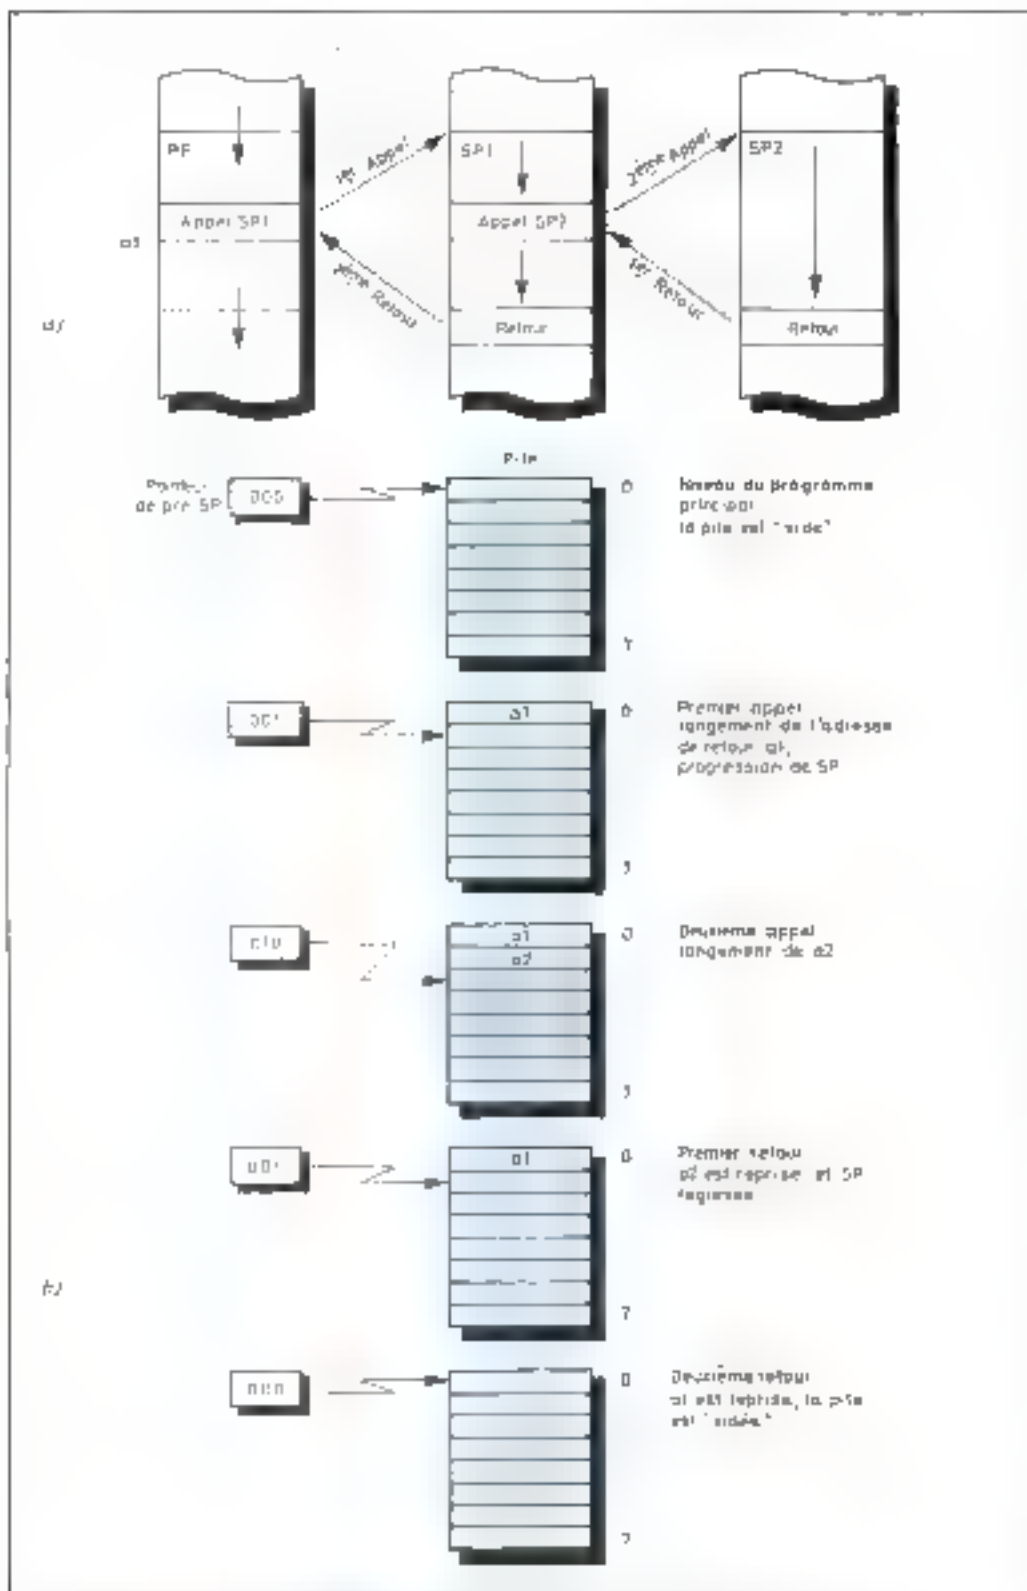 SP1
SP2
1er Appel
2ème Appel
Appel SP1
Appel SP2
a1
2ème Retour
1er Retour
a/
Retour
Retour
Pile
Pointeur
de pile SP
000
0
Niveau du programme
principal
la pile est "vide"
7
001
a1
0
Premier appel
rangement de l'adresse
de retour a1,
progression de SP
010
a1
a2
0
Deuxième appel
rangement de a2
001
a1
0
Premier retour
a2 est reprise et SP
régresse
7
b/
000
0
Deuxième retour
a1 est reprise, la pile
est "vidée"
7